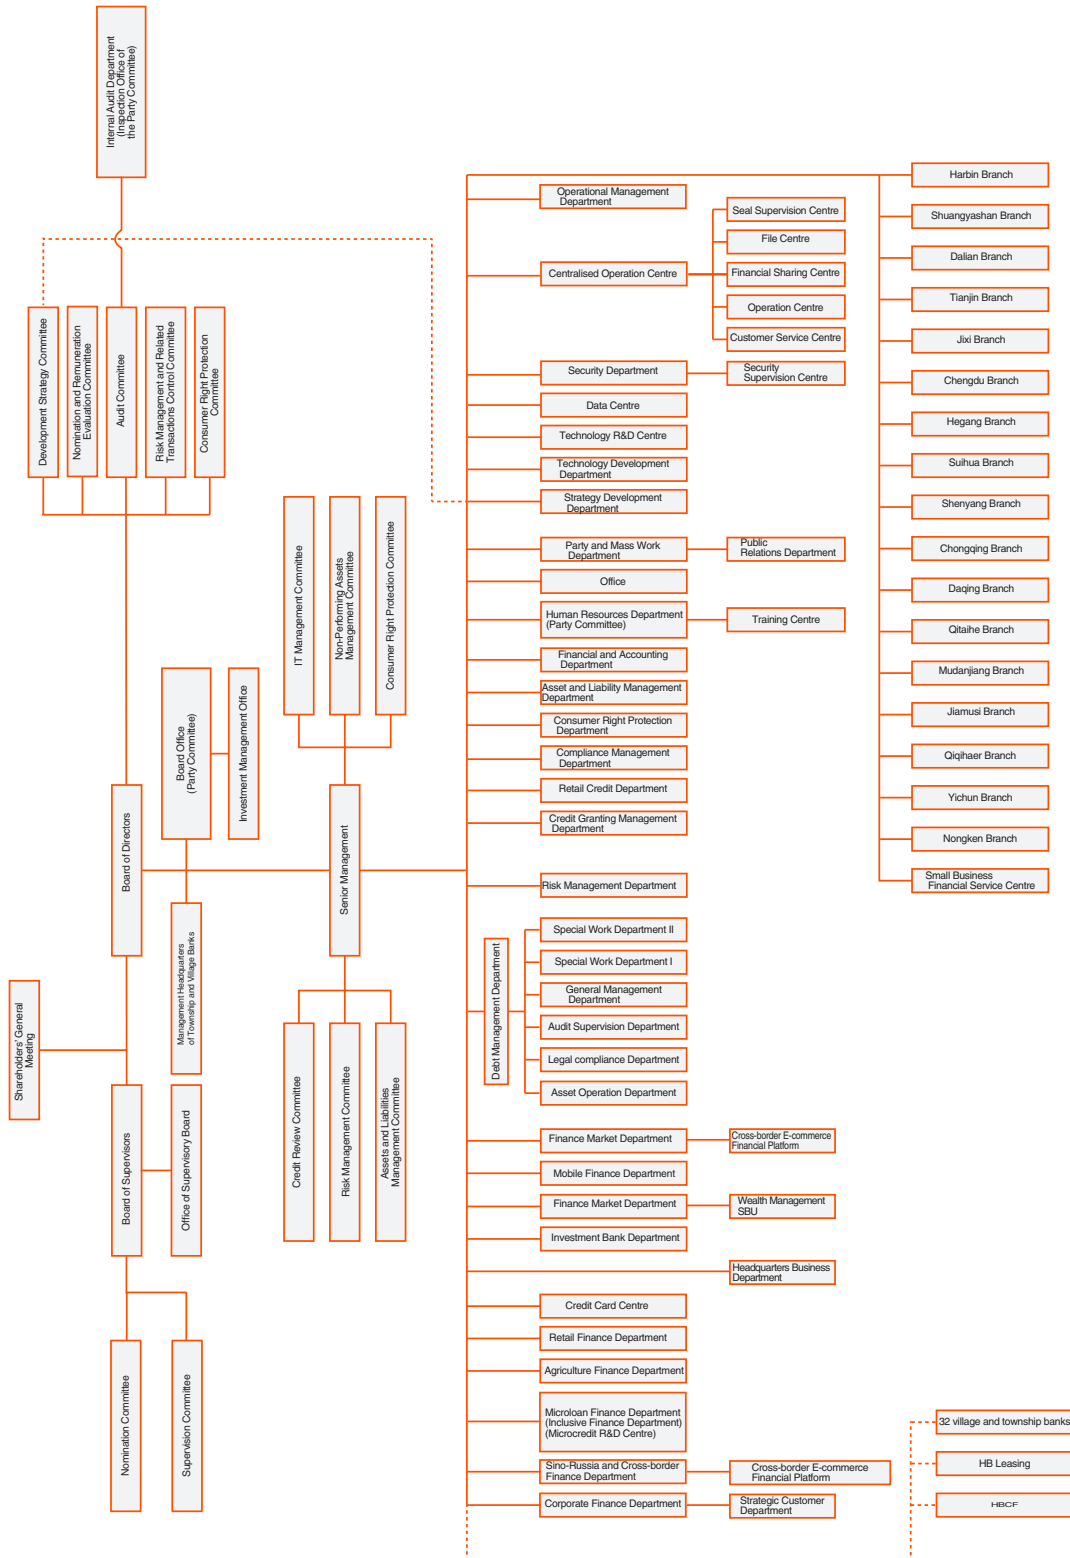 Internal Audit Department
(Inspection Office of
the Party Committee)
Development Strategy Committee
Nomination and Remuneration
Evaluation Committee
Audit Committee
Risk Management and Related
Transactions Control Committee
Consumer Right Protection
Committee
IT Management Committee
Non-Performing Assets
Management Committee
Consumer Right Protection Committee
Board Office
(Party Committee)
Investment Management Office
Board of Directors
Senior Management
Management Headquarters
of Township and Village Banks
Shareholders' General
Meeting
Board of Supervisors
Office of Supervisory Board
Credit Review Committee
Risk Management Committee
Assets and Liabilities
Management Committee
Nomination Committee
Supervision Committee
Operational Management
Department
Centralised Operation Centre
Seal Supervision Centre
File Centre
Financial Sharing Centre
Operation Centre
Customer Service Centre
Security Department
Security
Supervision Centre
Data Centre
Technology R&D Centre
Technology Development
Department
Strategy Development
Department
Party and Mass Work
Department
Public
Relations Department
Office
Human Resources Department
(Party Committee)
Training Centre
Financial and Accounting
Department
Asset and Liability Management
Department
Consumer Right Protection
Department
Compliance Management
Department
Retail Credit Department
Credit Granting Management
Department
Risk Management Department
Debt Management Department
Special Work Department II
Special Work Department I
General Management
Department
Audit Supervision Department
Legal compliance Department
Asset Operation Department
Finance Market Department
Cross-border E-commerce
Financial Platform
Mobile Finance Department
Finance Market Department
Wealth Management
SBU
Investment Bank Department
Headquarters Business
Department
Credit Card Centre
Retail Finance Department
Agriculture Finance Department
Microloan Finance Department
(Inclusive Finance Department)
(Microcredit R&D Centre)
Sino-Russia and Cross-border
Finance Department
Cross-border E-commerce
Financial Platform
Corporate Finance Department
Strategic Customer
Department
Harbin Branch
Shuangyashan Branch
Dalian Branch
Tianjin Branch
Jixi Branch
Chengdu Branch
Hegang Branch
Suihua Branch
Shenyang Branch
Chongqing Branch
Daqing Branch
Qitaihe Branch
Mudanjiang Branch
Jiamusi Branch
Qiqihaer Branch
Yichun Branch
Nongken Branch
Small Business
Financial Service Centre
32 village and township banks
HB Leasing
HBCF